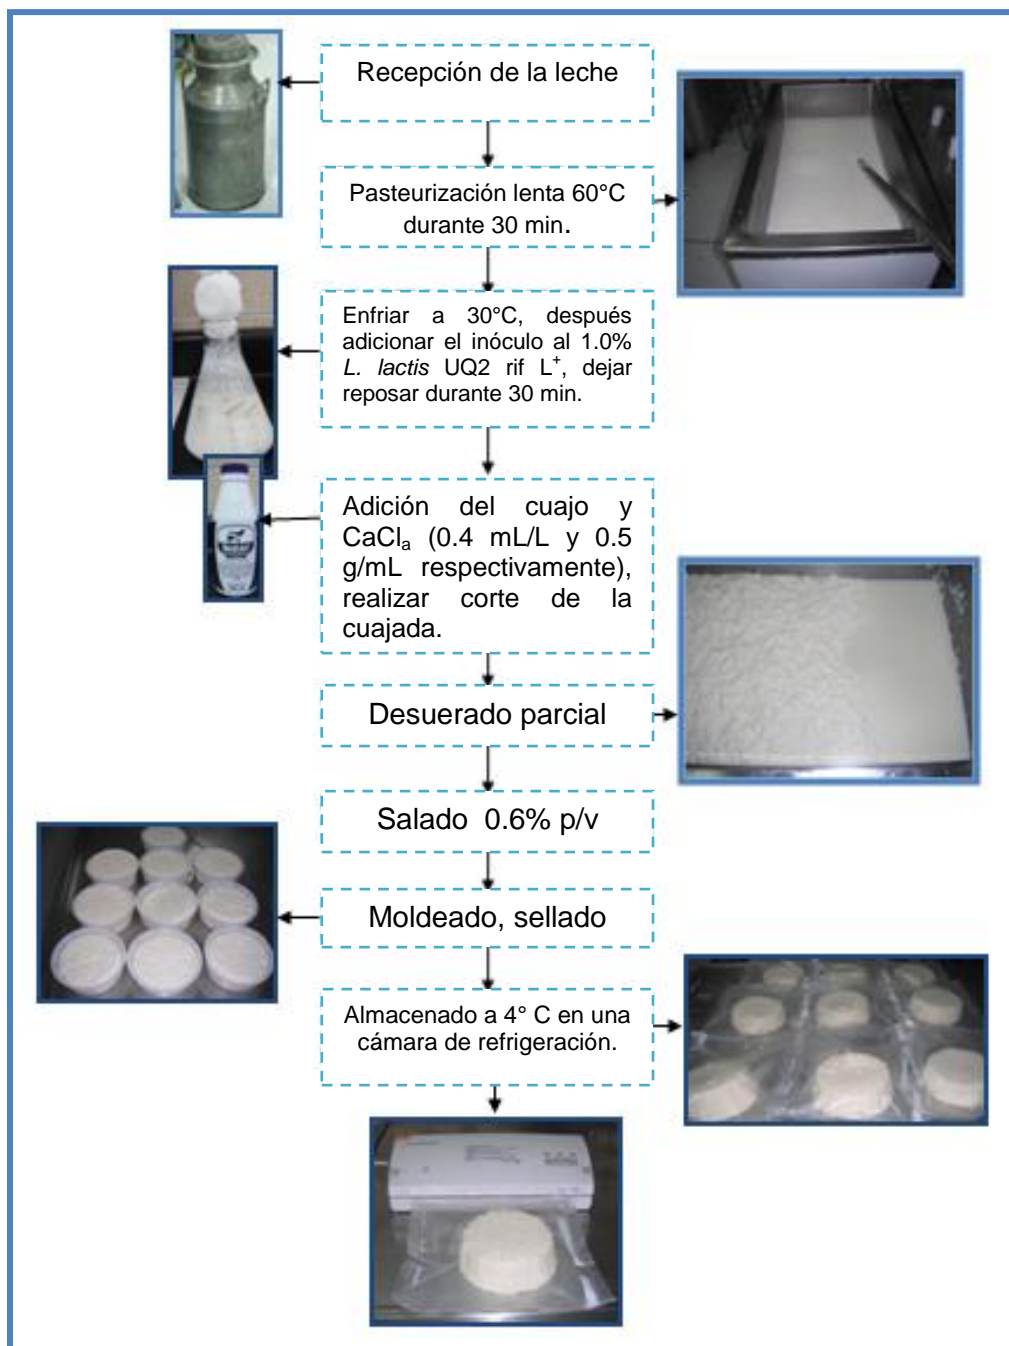 Recepción de la leche
Pasteurización lenta 60°C
durante 30 min.
Enfriar a 30°C, después
adicionar el inóculo al 1.0%
L. lactis UQ2 rif L⁺, dejar
reposar durante 30 min.
Adición del cuajo y
CaClₐ (0.4 mL/L y 0.5
g/mL respectivamente),
realizar corte de la
cuajada.
Desuerado parcial
Salado 0.6% p/v
Moldeado, sellado
Almacenado a 4° C en una
cámara de refrigeración.